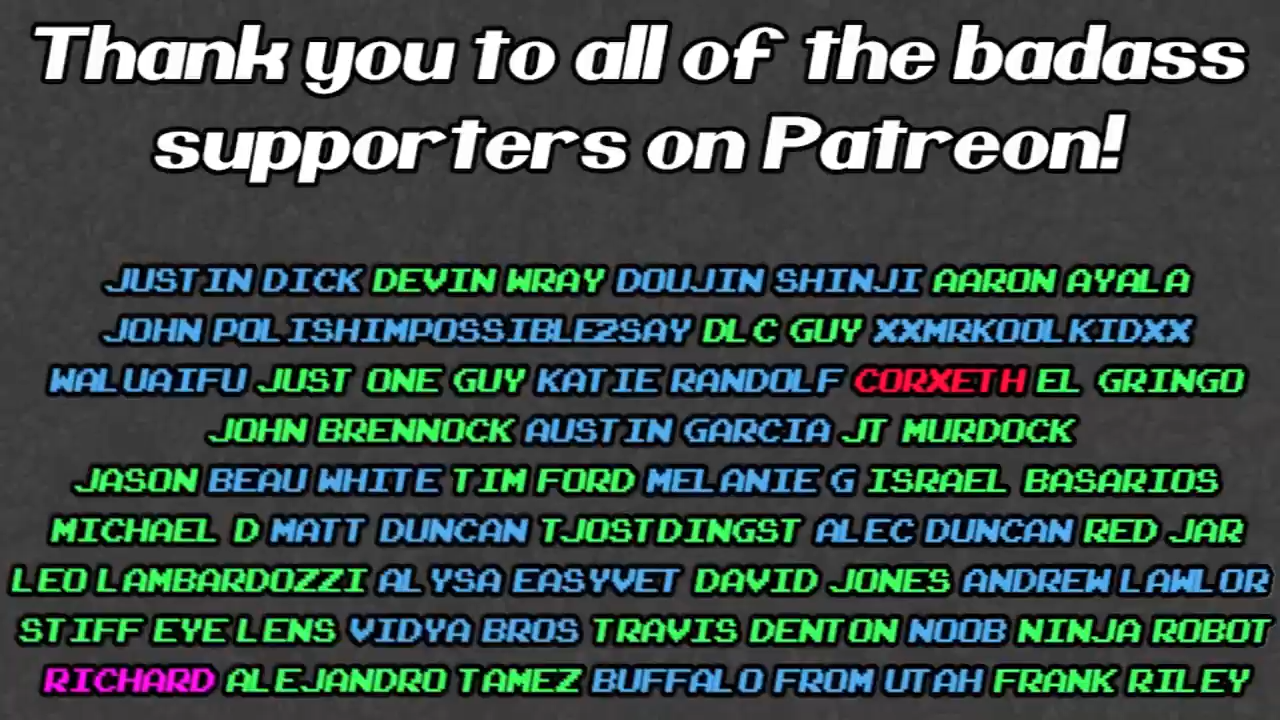 Thank you to all of the badass
supporters on Patreon!
JUSTIN DICK DEVIN WRAY DOUJIN SHINJI AARON AYALA
JOHN POLISHIMPOSSIBLE2SAY DLC GUY XXMRKOOLKIDXX
WALUAIFU JUST ONE GUY KATIE RANDOLF CORXETH EL GRINGO
JOHN BRENNOCK AUSTIN GARCIA JT MURDOCK
JASON BEAU WHITE TIM FORD MELANIE G ISRAEL BASARIOS
MICHAEL D MATT DUNCAN TJOSTDINGST ALEC DUNCAN RED JAR
LEO LAMBARDOZZI ALYSA EASYVET DAVID JONES ANDREW LAWLOR
STIFF EYE LENS VIDYA BROS TRAVIS DENTON NOOB NINJA ROBOT
RICHARD ALEJANDRO TAMEZ BUFFALO FROM UTAH FRANK RILEY